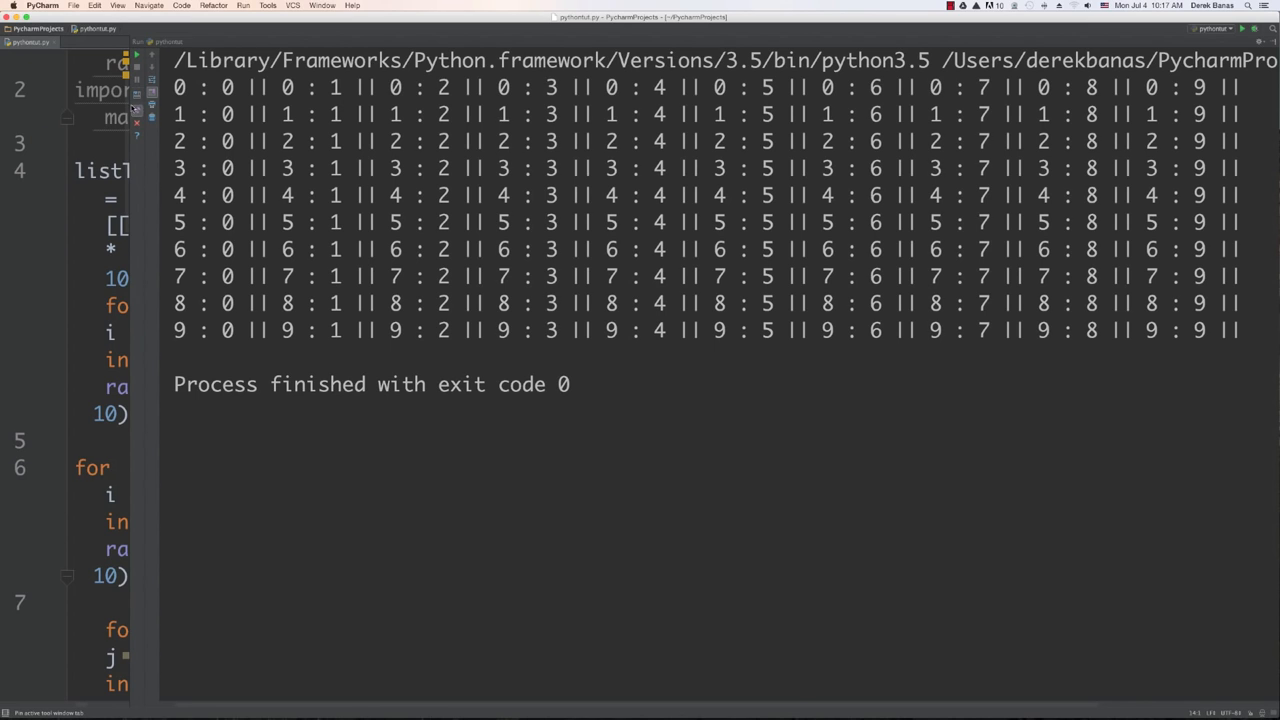 PyCharm File Edit View Navigate Code Refactor Run Tools VCS Window Help 10 Mon Jul 4 10:17 AM Derek Banas
pythontut.py - PycharmProjects - [~/PycharmProjects]
PycharmProjects pythontut.py pythontut
pythontut.py Run pythontut
/Library/Frameworks/Python.framework/Versions/3.5/bin/python3.5 /Users/derekbanas/PycharmPro
0 : 0 || 0 : 1 || 0 : 2 || 0 : 3 || 0 : 4 || 0 : 5 || 0 : 6 || 0 : 7 || 0 : 8 || 0 : 9 ||
1 : 0 || 1 : 1 || 1 : 2 || 1 : 3 || 1 : 4 || 1 : 5 || 1 : 6 || 1 : 7 || 1 : 8 || 1 : 9 ||
2 : 0 || 2 : 1 || 2 : 2 || 2 : 3 || 2 : 4 || 2 : 5 || 2 : 6 || 2 : 7 || 2 : 8 || 2 : 9 ||
3 : 0 || 3 : 1 || 3 : 2 || 3 : 3 || 3 : 4 || 3 : 5 || 3 : 6 || 3 : 7 || 3 : 8 || 3 : 9 ||
4 : 0 || 4 : 1 || 4 : 2 || 4 : 3 || 4 : 4 || 4 : 5 || 4 : 6 || 4 : 7 || 4 : 8 || 4 : 9 ||
5 : 0 || 5 : 1 || 5 : 2 || 5 : 3 || 5 : 4 || 5 : 5 || 5 : 6 || 5 : 7 || 5 : 8 || 5 : 9 ||
6 : 0 || 6 : 1 || 6 : 2 || 6 : 3 || 6 : 4 || 6 : 5 || 6 : 6 || 6 : 7 || 6 : 8 || 6 : 9 ||
7 : 0 || 7 : 1 || 7 : 2 || 7 : 3 || 7 : 4 || 7 : 5 || 7 : 6 || 7 : 7 || 7 : 8 || 7 : 9 ||
8 : 0 || 8 : 1 || 8 : 2 || 8 : 3 || 8 : 4 || 8 : 5 || 8 : 6 || 8 : 7 || 8 : 8 || 8 : 9 ||
9 : 0 || 9 : 1 || 9 : 2 || 9 : 3 || 9 : 4 || 9 : 5 || 9 : 6 || 9 : 7 || 9 : 8 || 9 : 9 ||
Process finished with exit code 0
ra
2 impor
ma
3
4 listT
=
[[
*
10
fo
i
in
ra
10)
5
6 for
i
in
ra
10)
7
fo
j
in
Pin active tool window tab
14:1 LF÷ UTF-8÷